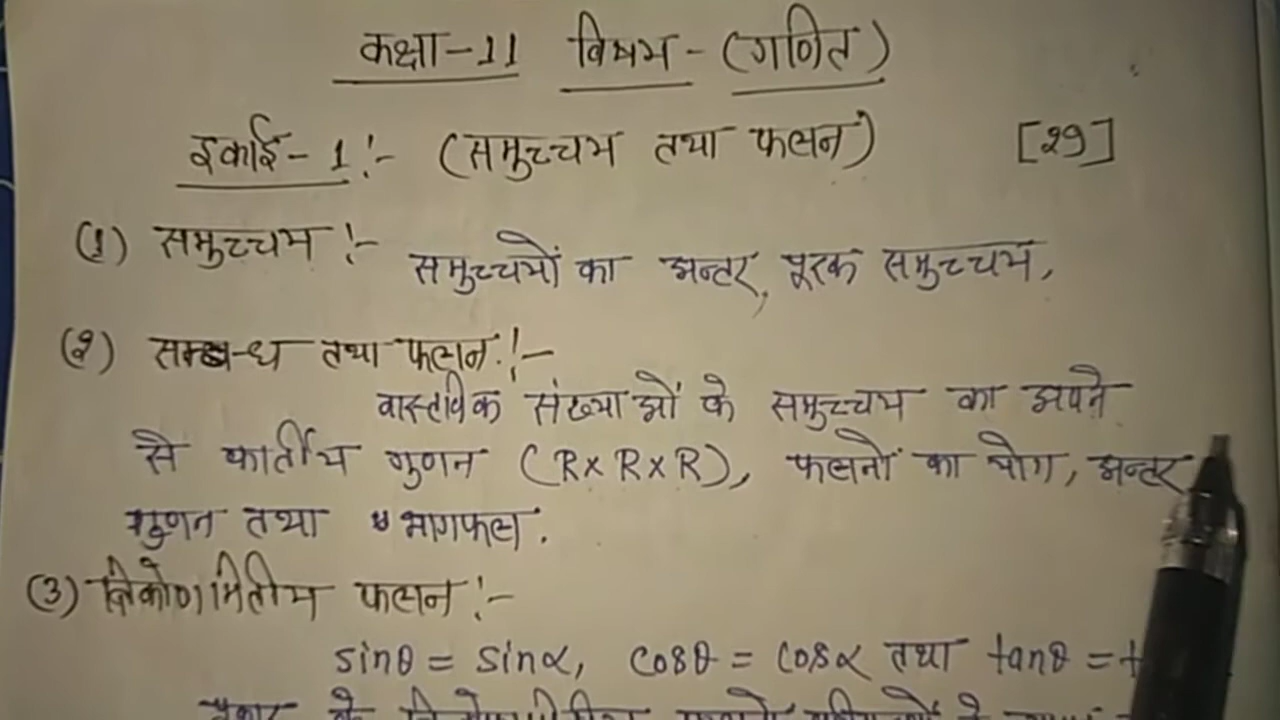 कक्षा-11 विषय - (गणित)
इकाई - 1 :- (समुच्चय तथा फलन) [29]
(1) समुच्चय :- समुच्चयों का अन्तर, पूरक समुच्चय,
(2) सम्बन्ध तथा फलन :-
वास्तविक संख्याओं के समुच्चय का अपने
से कार्तीय गुणन (R×R×R), फलनों का योग, अन्तर
गुणन तथा भागफल.
(3) त्रिकोणमितीय फलन :-
sinθ = sinα, cosθ = cosα तथा tanθ =
प्रकार के